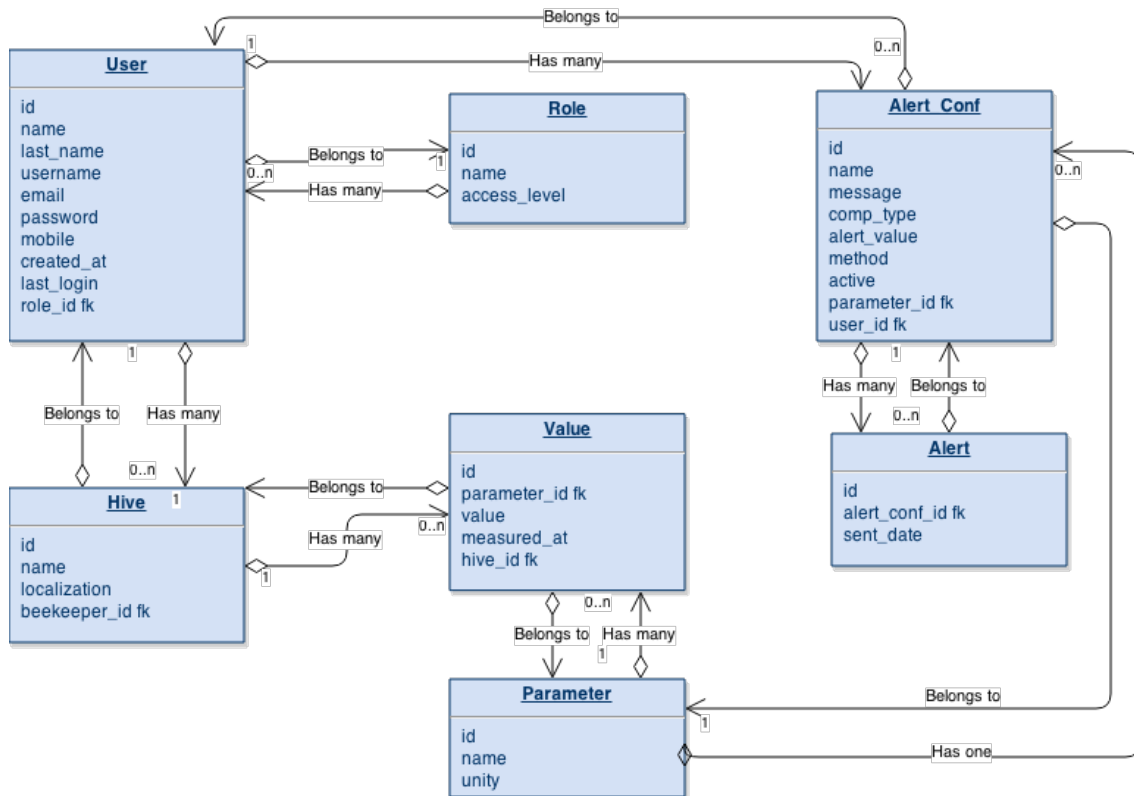 Belongs to
1
0..n
Has many
User
id
name
last_name
username
email
password
mobile
created_at
last_login
role_id fk
Belongs to
0..n
1
Has many
Role
id
name
access_level
Alert_Conf
id
name
message
comp_type
alert_value
method
active
parameter_id fk
user_id fk
0..n
1
Belongs to
Has many
0..n
1
1
Has many
Belongs to
0..n
Hive
id
name
localization
beekeeper_id fk
Belongs to
Has many
0..n
1
Value
id
parameter_id fk
value
measured_at
hive_id fk
Alert
id
alert_conf_id fk
sent_date
0..n
Belongs to
Has many
1
Parameter
id
name
unity
Belongs to
1
Has one